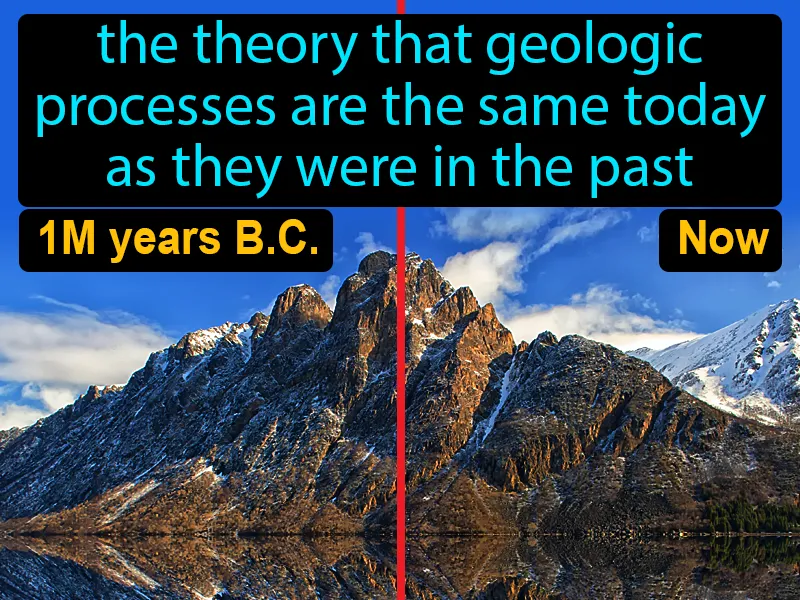 the theory that geologic
processes are the same today
as they were in the past
1M years B.C.
Now